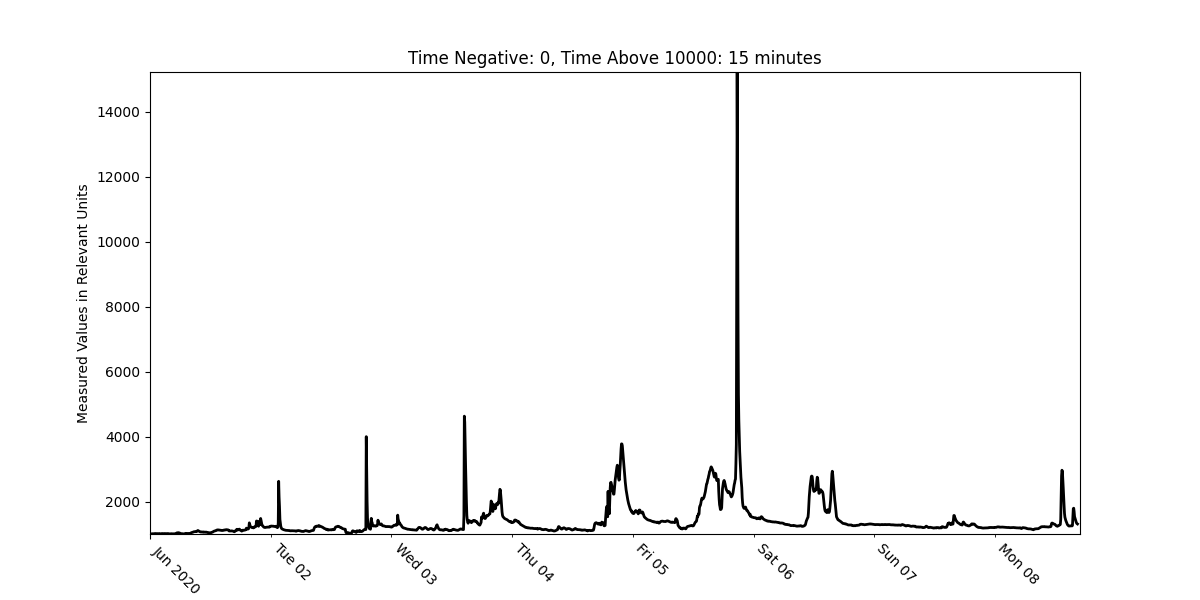 Time Negative: 0, Time Above 10000: 15 minutes
Measured Values in Relevant Units
14000
12000
10000
8000
6000
4000
2000
Jun 2020
Tue 02
Wed 03
Thu 04
Fri 05
Sat 06
Sun 07
Mon 08